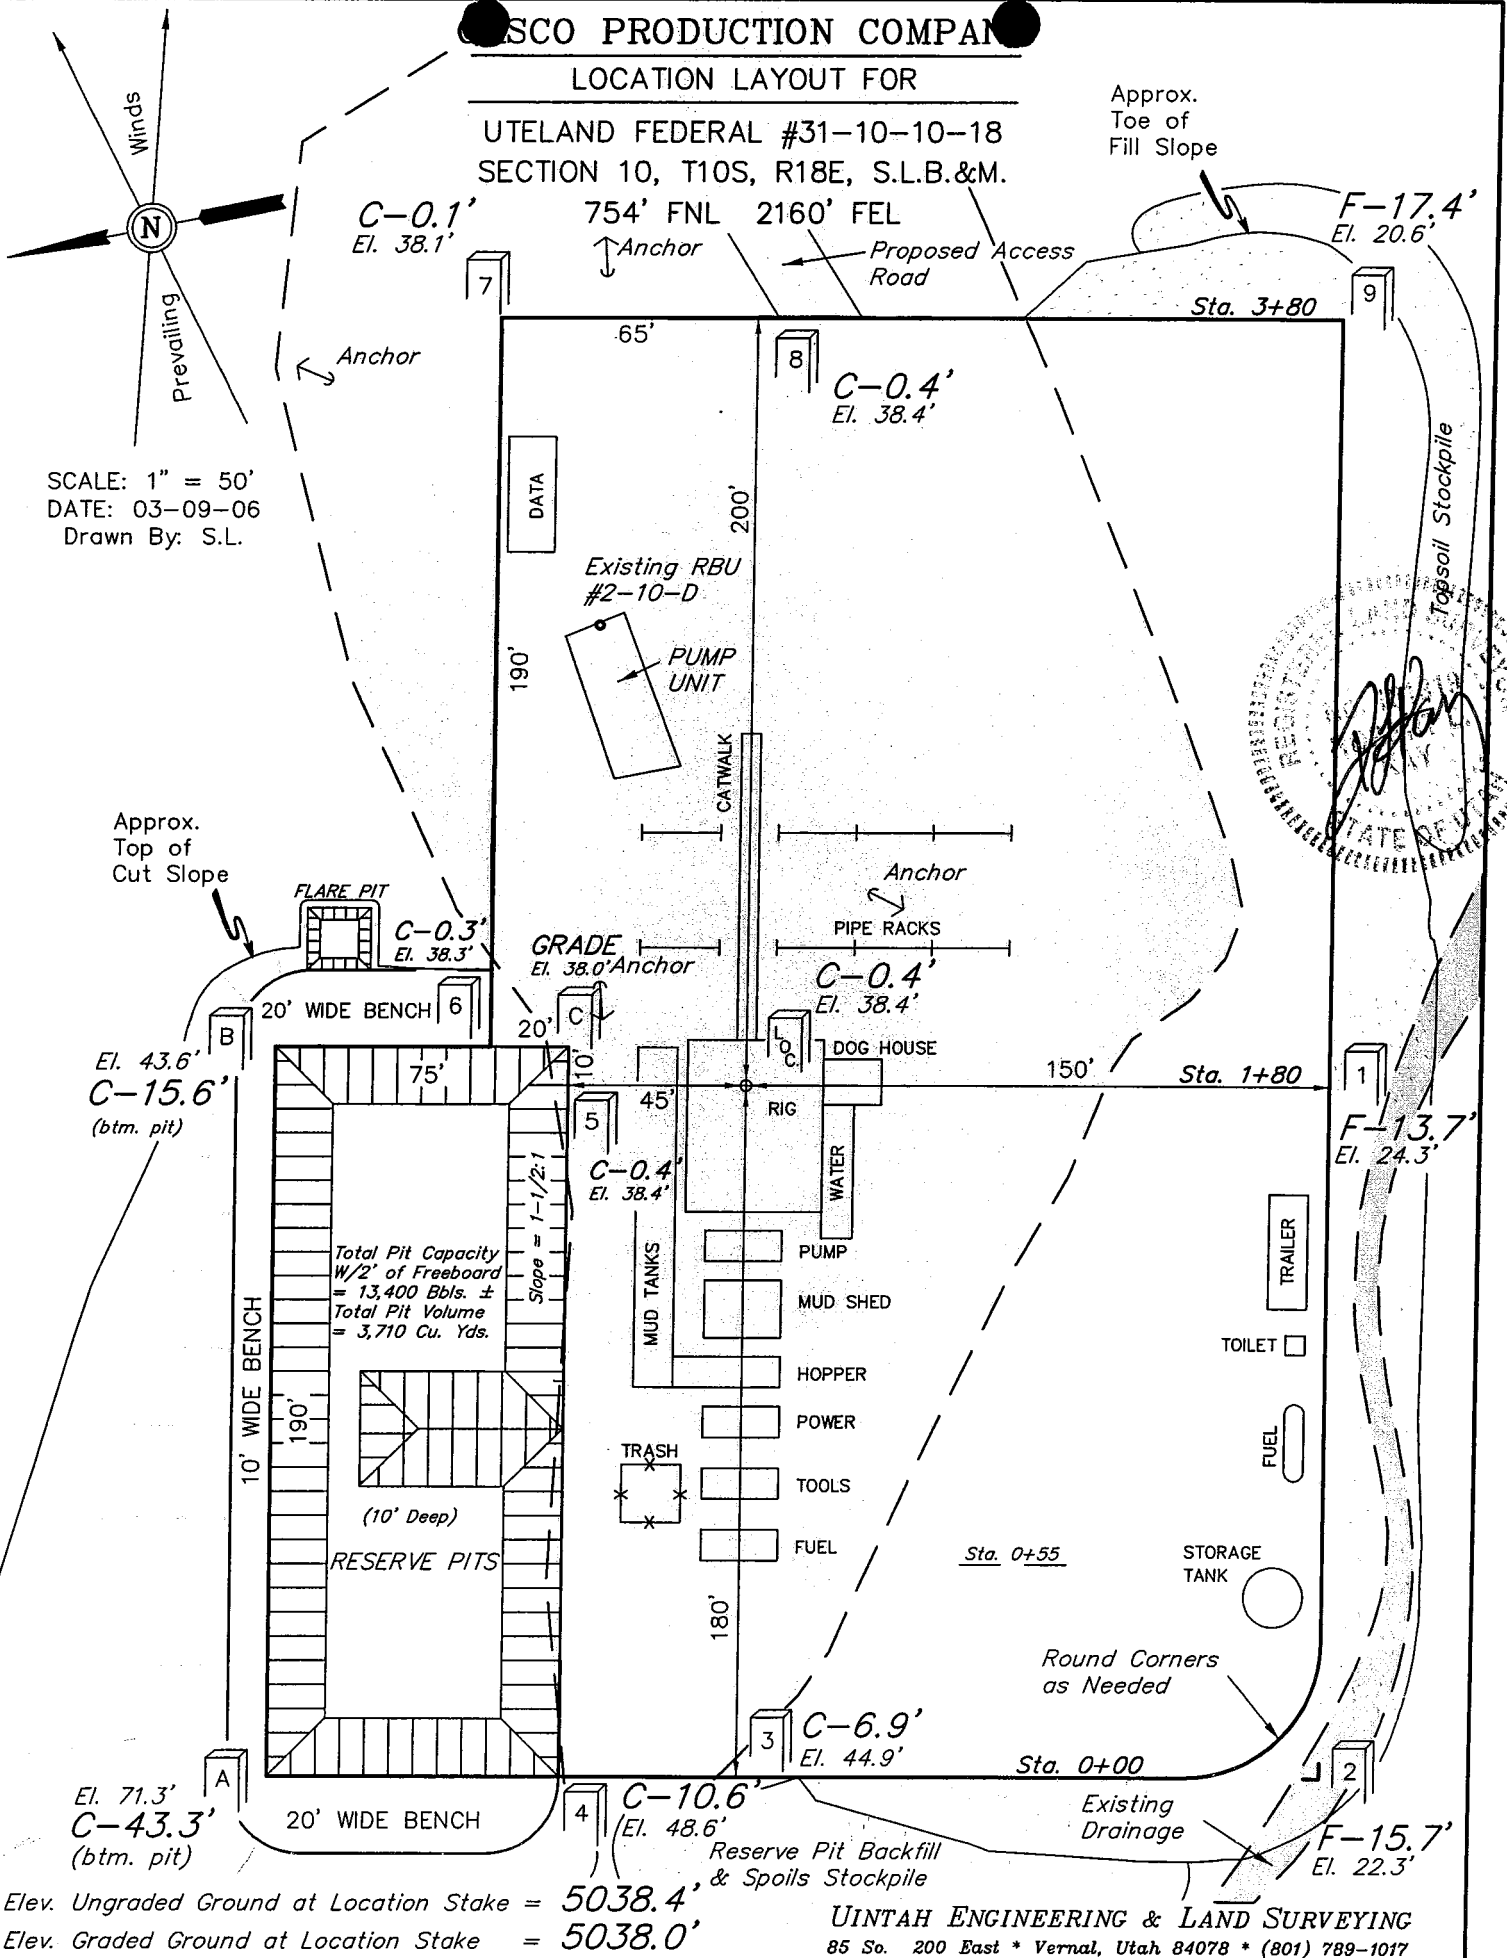 GASCO PRODUCTION COMPANY
LOCATION LAYOUT FOR
UTELAND FEDERAL #31-10-10-18
SECTION 10, T10S, R18E, S.L.B.&M.
754' FNL 2160' FEL
Winds
N
Prevailing
SCALE: 1" = 50'
DATE: 03-09-06
Drawn By: S.L.
Approx.
Toe of
Fill Slope
C-0.1'
El. 38.1'
7
Anchor
Proposed Access
Road
F-17.4'
El. 20.6'
9
Sta. 3+80
65'
Anchor
8
C-0.4'
El. 38.4'
Topsoil Stockpile
DATA
200'
Existing RBU
#2-10-D
PUMP
UNIT
190'
REGISTERED LAND SURVEYOR
STATE OF UTAH
CATWALK
Approx.
Top of
Cut Slope
FLARE PIT
C-0.3'
El. 38.3'
Anchor
PIPE RACKS
GRADE
El. 38.0'
Anchor
C-0.4'
El. 38.4'
20' WIDE BENCH
6
20'
C
B
El. 43.6'
C-15.6'
(btm. pit)
75'
10'
LOC.
DOG HOUSE
45'
RIG
150'
Sta. 1+80
1
F-13.7'
El. 24.3'
5
C-0.4'
El. 38.4'
Slope = 1-1/2:1
WATER
Total Pit Capacity
W/2' of Freeboard
= 13,400 Bbls. ±
Total Pit Volume
= 3,710 Cu. Yds.
MUD TANKS
PUMP
MUD SHED
TRAILER
TOILET
HOPPER
10' WIDE BENCH
190'
POWER
FUEL
TRASH
TOOLS
(10' Deep)
RESERVE PITS
FUEL
Sta. 0+55
STORAGE
TANK
180'
Round Corners
as Needed
3
C-6.9'
El. 44.9'
Sta. 0+00
2
A
El. 71.3'
C-43.3'
(btm. pit)
20' WIDE BENCH
4
C-10.6'
El. 48.6'
Existing
Drainage
F-15.7'
El. 22.3'
Reserve Pit Backfill
& Spoils Stockpile
Elev. Ungraded Ground at Location Stake = 5038.4'
Elev. Graded Ground at Location Stake = 5038.0'
UINTAH ENGINEERING & LAND SURVEYING
85 So. 200 East * Vernal, Utah 84078 * (801) 789-1017